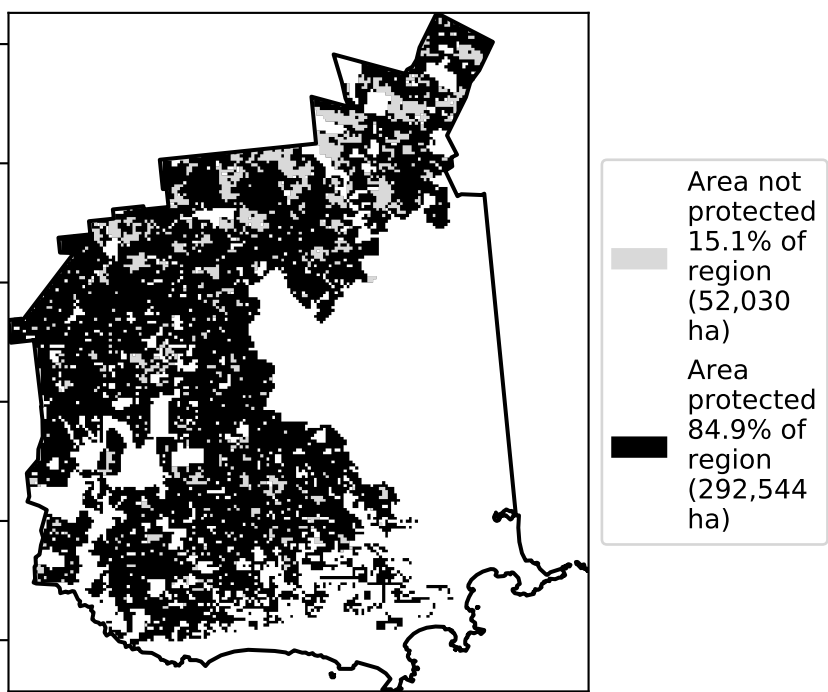 Area not
protected
15.1% of
region
(52,030
ha)
Area
protected
84.9% of
region
(292,544
ha)